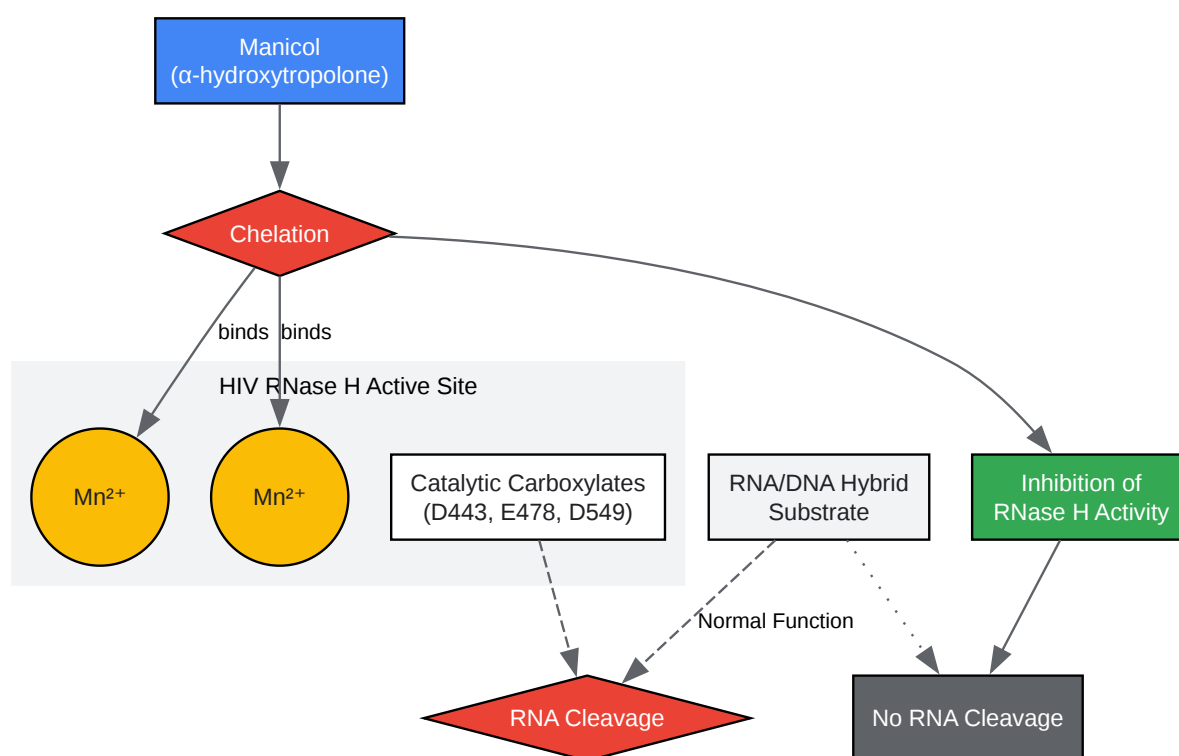 Manicol
(α-hydroxytropolone)
Chelation
binds
binds
HIV RNase H Active Site
Mn²⁺
Mn²⁺
Catalytic Carboxylates
(D443, E478, D549)
RNA/DNA Hybrid
Substrate
Inhibition of
RNase H Activity
Normal Function
RNA Cleavage
No RNA Cleavage